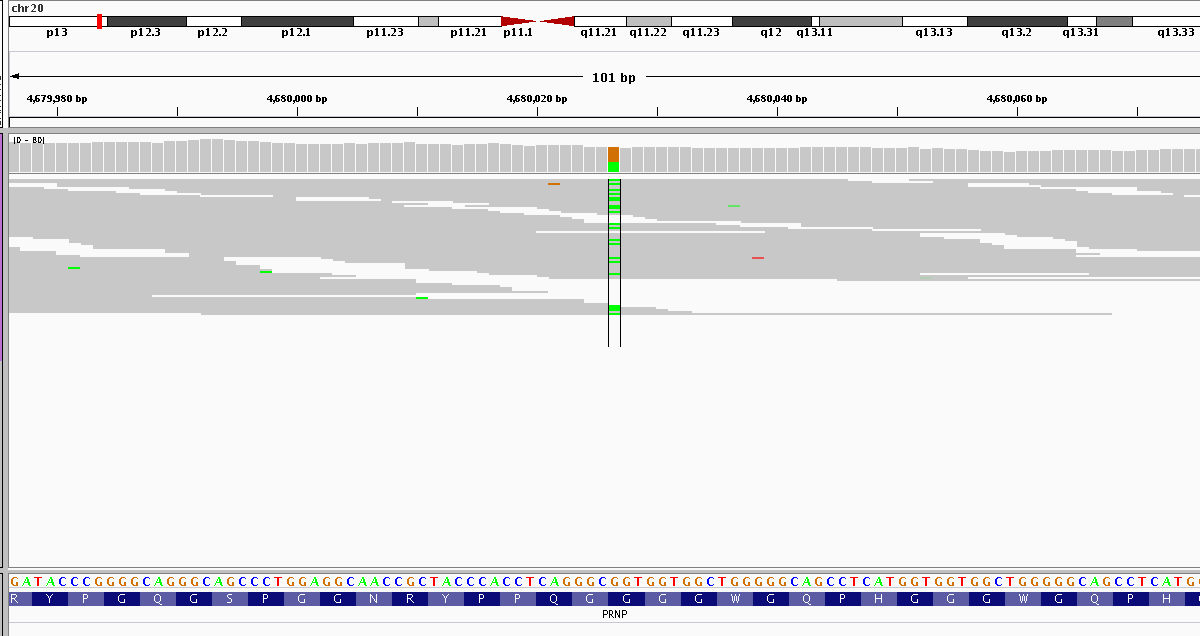 chr20
p13 p12.3 p12.2 p12.1 p11.23 p11.21 p11.1 q11.21 q11.22 q11.23 q12 q13.11 q13.13 q13.2 q13.31 q13.33
101 bp
4,679,980 bp 4,680,000 bp 4,680,020 bp 4,680,040 bp 4,680,060 bp
[0 - 80]
GATACCCGGGGCAGGGCAGCCCTGGAGGCAACCGCTACCCACCTCAGGGCGGTGGTGGCTGGGGGCAGCCTCATGGTGGTGGCTGGGGGCAGCCTCATG
R Y P G Q G S P G G N R Y P P Q G G G G W G Q P H G G G W G Q P H
PRNP